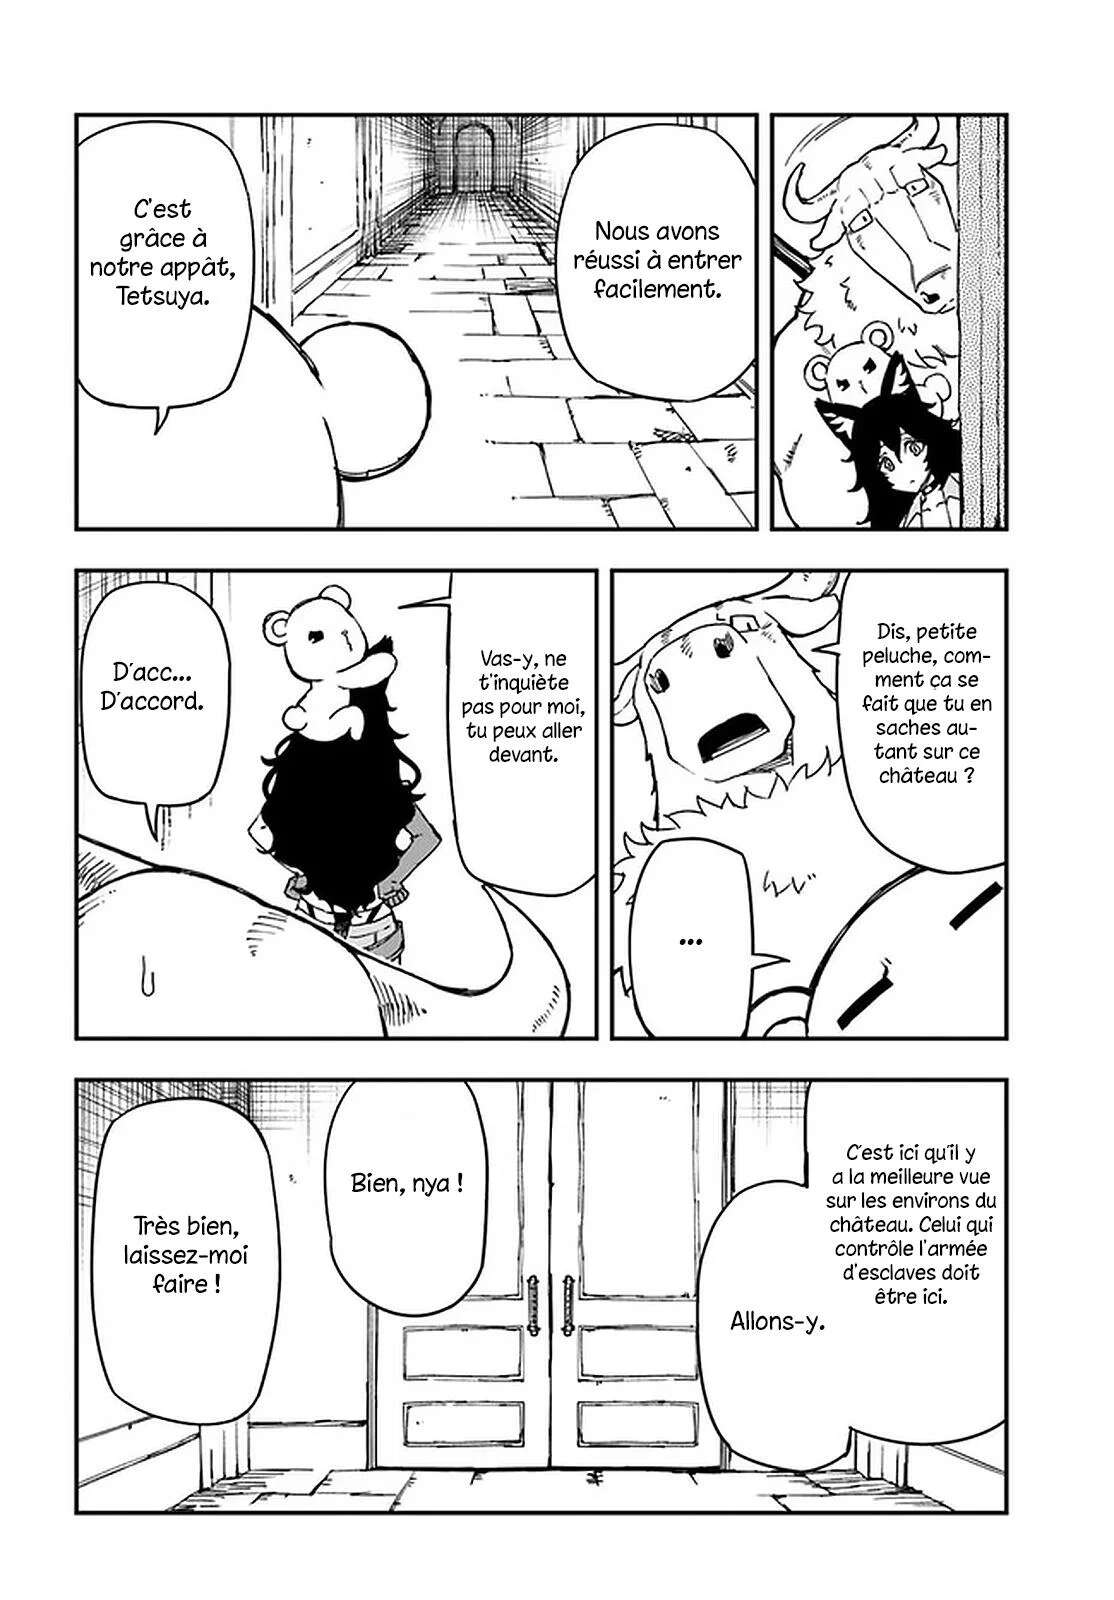 Nous avons
réussi à entrer
facilement.
C'est
grâce à
notre appât,
Tetsuya.
Dis, petite
peluche, com-
ment ça se
fait que tu en
saches au-
tant sur ce
château ?
...
Vas-y, ne
t'inquiète
pas pour moi,
tu peux aller
devant.
D'acc...
D'accord.
C'est ici qu'il y
a la meilleure vue
sur les environs du
château. Celui qui
contrôle l'armée
d'esclaves doit
être ici.
Allons-y.
Bien, nya !
Très bien,
laissez-moi
faire !